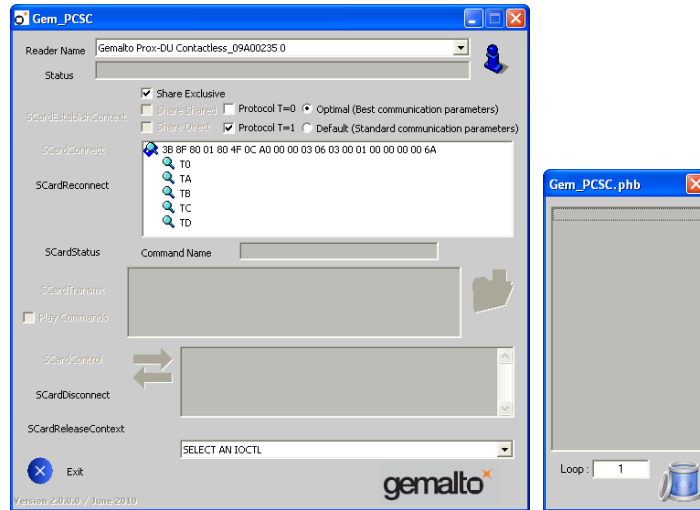 Gem_PCSC
Reader Name
Gemalto Prox-DU Contactless_09A00235 0
Status
Share Exclusive
Share Shared
Protocol T=0
Optimal (Best communication parameters)
SCardEstablishContext
Share Direct
Protocol T=1
Default (Standard communication parameters)
SCardConnect
3B 8F 80 01 80 4F 0C A0 00 00 03 06 03 00 01 00 00 00 00 6A
T0
TA
SCardReconnect
TB
TC
TD
SCardStatus
Command Name
SCardTransmit
Play Commands
SCardControl
SCardDisconnect
SCardReleaseContext
SELECT AN IOCTL
Exit
gemalto
Version 2.0.0.0 / June 2010
Gem_PCSC.phb
Loop :
1